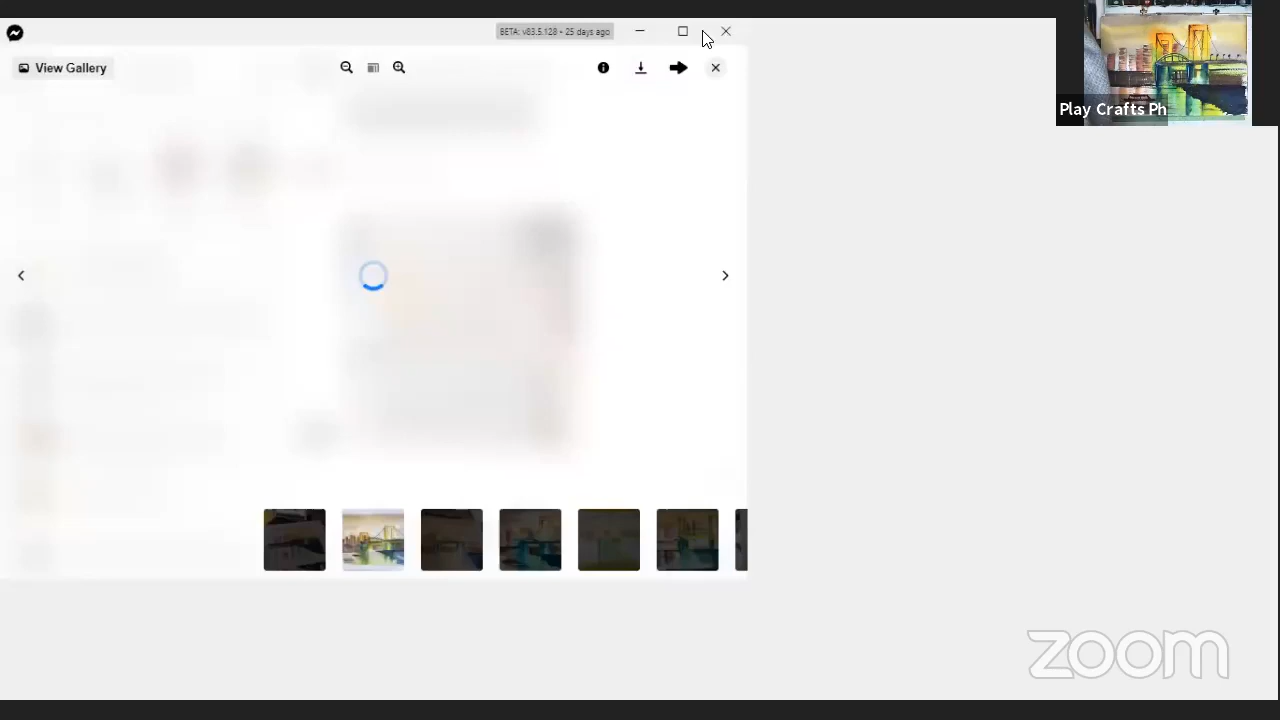 BETA: v83.5.128 • 25 days ago
View Gallery
Play Crafts Ph
zoom